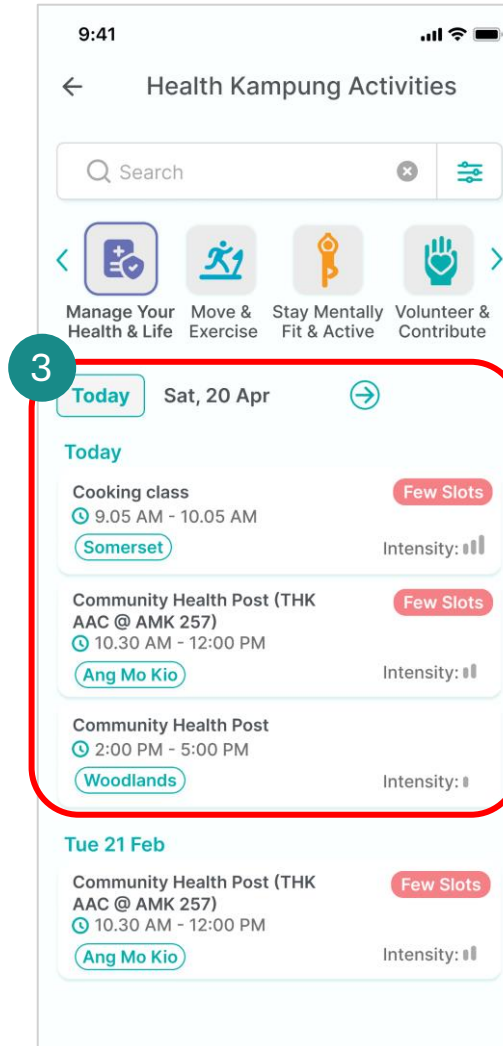 9:41
Health Kampung Activities
Search
Manage Your Health & Life
Move & Exercise
Stay Mentally Fit & Active
Volunteer & Contribute
3
Today Sat, 20 Apr
Today
Cooking class
Few Slots
9.05 AM - 10.05 AM
Somerset
Intensity:
Community Health Post (THK
AAC @ AMK 257)
Few Slots
10.30 AM - 12:00 PM
Ang Mo Kio
Intensity:
Community Health Post
2:00 PM - 5:00 PM
Woodlands
Intensity:
Tue 21 Feb
Community Health Post (THK
AAC @ AMK 257)
Few Slots
10.30 AM - 12:00 PM
Ang Mo Kio
Intensity: